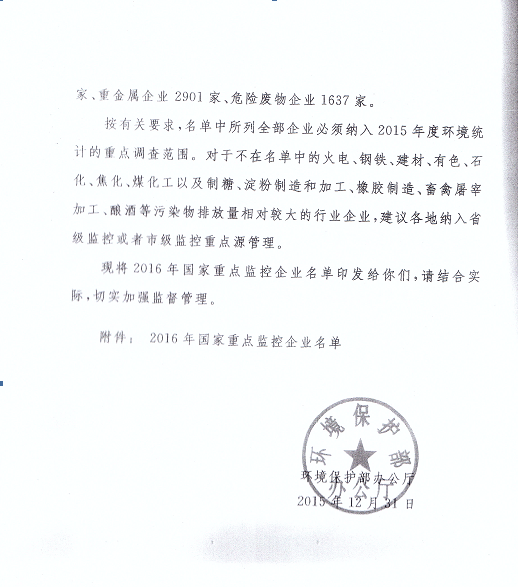 家、重金属企业 2901 家、危险废物企业 1637 家。
按有关要求,名单中所列全部企业必须纳入 2015 年度环境统
计的重点调查范围。对于不在名单中的火电、钢铁、建材、有色、石
化、焦化、煤化工以及制糖、淀粉制造和加工、橡胶制造、畜禽屠宰
加工、酿酒等污染物排放量相对较大的行业企业,建议各地纳入省
级监控或者市级监控重点源管理。
现将 2016 年国家重点监控企业名单印发给你们,请结合实
际,切实加强监督管理。
附件: 2016 年国家重点监控企业名单
环境保护部
环境保护部办公厅
办公厅
2015 年 12 月 31 日